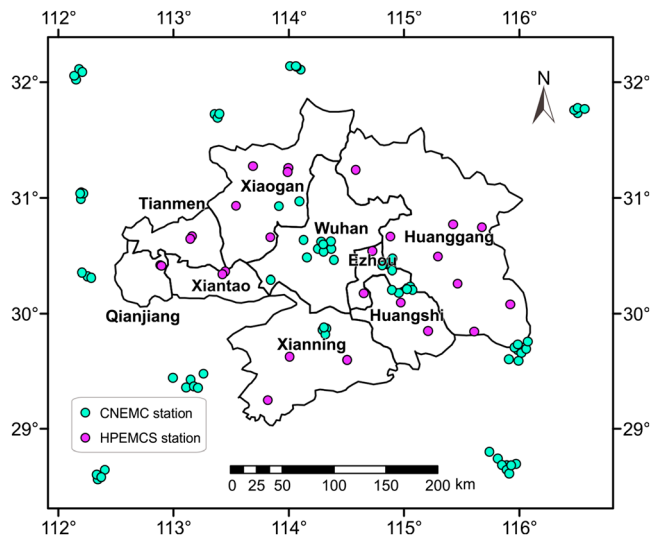 112° 113° 114° 115° 116°
N
32° 32°
31° 31°
Xiaogan
Tianmen
Wuhan
Huanggang
Ezhou
Xiantao
Qianjiang
Huangshi
30° 30°
Xianning
CNEMC station
HPEMCS station
29° 29°
0 25 50 100 150 200 km
112° 113° 114° 115° 116°